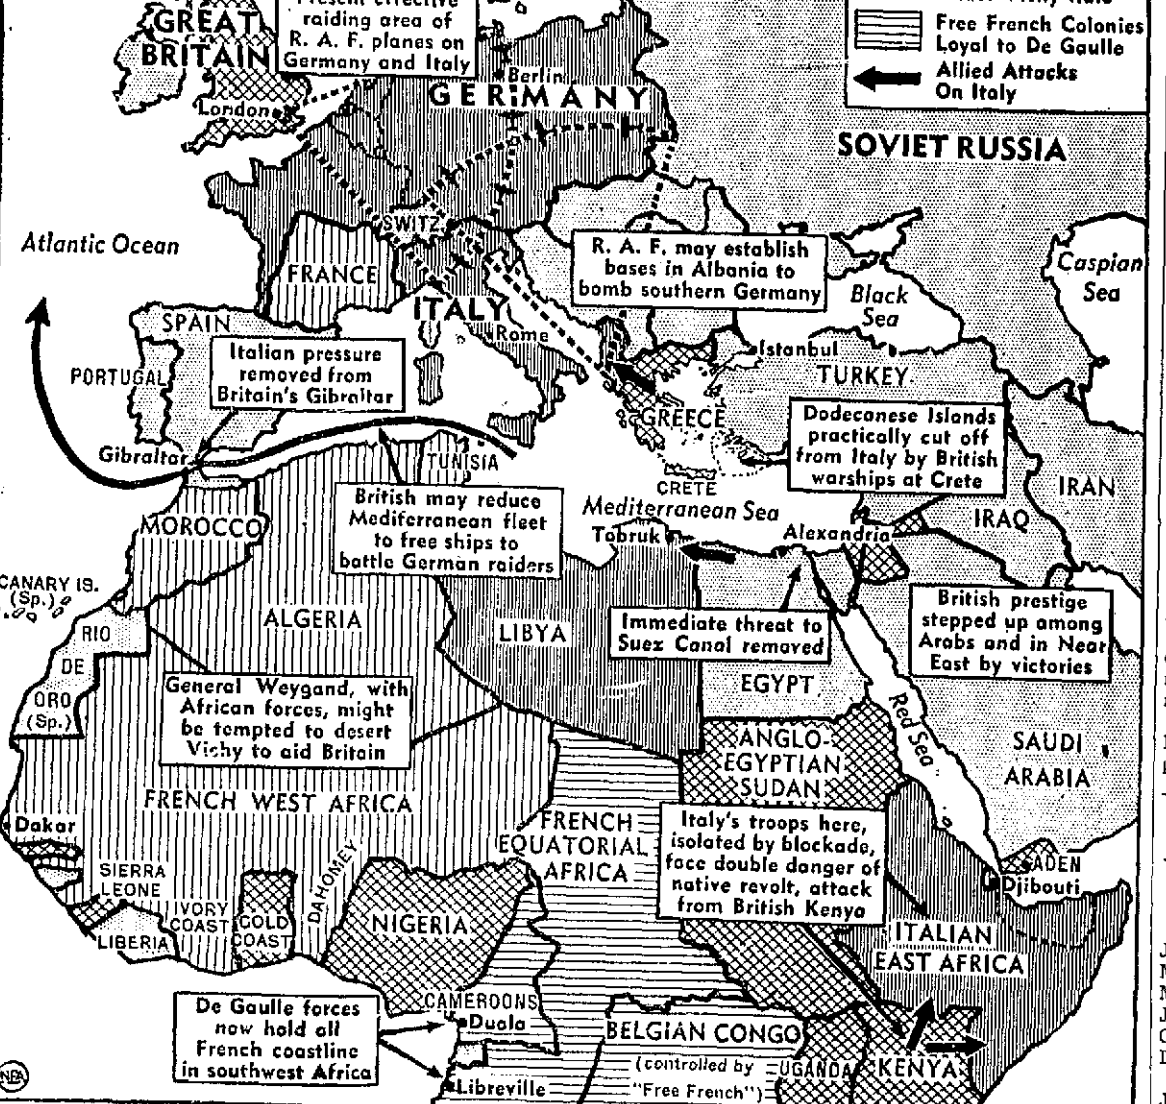 Present effective
raiding area of
R. A. F. planes on
Germany and Italy
GREAT
BRITAIN
London
Berlin
GERMANY
Free French Colonies
Loyal to De Gaulle
Allied Attacks
On Italy
SOVIET RUSSIA
Atlantic Ocean
SWITZ.
FRANCE
ITALY
Rome
R. A. F. may establish
bases in Albania to
bomb southern Germany
Black
Sea
Caspian
Sea
SPAIN
PORTUGAL
Italian pressure
removed from
Britain's Gibraltar
Gibraltar
Istanbul
TURKEY
GREECE
CRETE
Dodecanese Islands
practically cut off
from Italy by British
warships at Crete
TUNISIA
British may reduce
Mediterranean fleet
to free ships to
battle German raiders
Mediterranean Sea
Tobruk
Alexandria
IRAN
IRAQ
MOROCCO
CANARY IS.
(Sp.)
RIO
DE
ORO
(Sp.)
ALGERIA
LIBYA
Immediate threat to
Suez Canal removed
British prestige
stepped up among
Arabs and in Near
East by victories
EGYPT
Red Sea
General Weygand, with
African forces, might
be tempted to desert
Vichy to aid Britain
SAUDI
ARABIA
ANGLO-
EGYPTIAN
SUDAN
FRENCH WEST AFRICA
Dakar
FRENCH
EQUATORIAL
AFRICA
Italy's troops here,
isolated by blockade,
face double danger of
native revolt, attack
from British Kenya
ADEN
Djibouti
SIERRA
LEONE
LIBERIA
IVORY
COAST
GOLD
COAST
DAHOMEY
NIGERIA
ITALIAN
EAST AFRICA
De Gaulle forces
now hold all
French coastline
in southwest Africa
CAMEROONS
Duala
Libreville
BELGIAN CONGO
(controlled by
"Free French")
UGANDA
KENYA
NEA